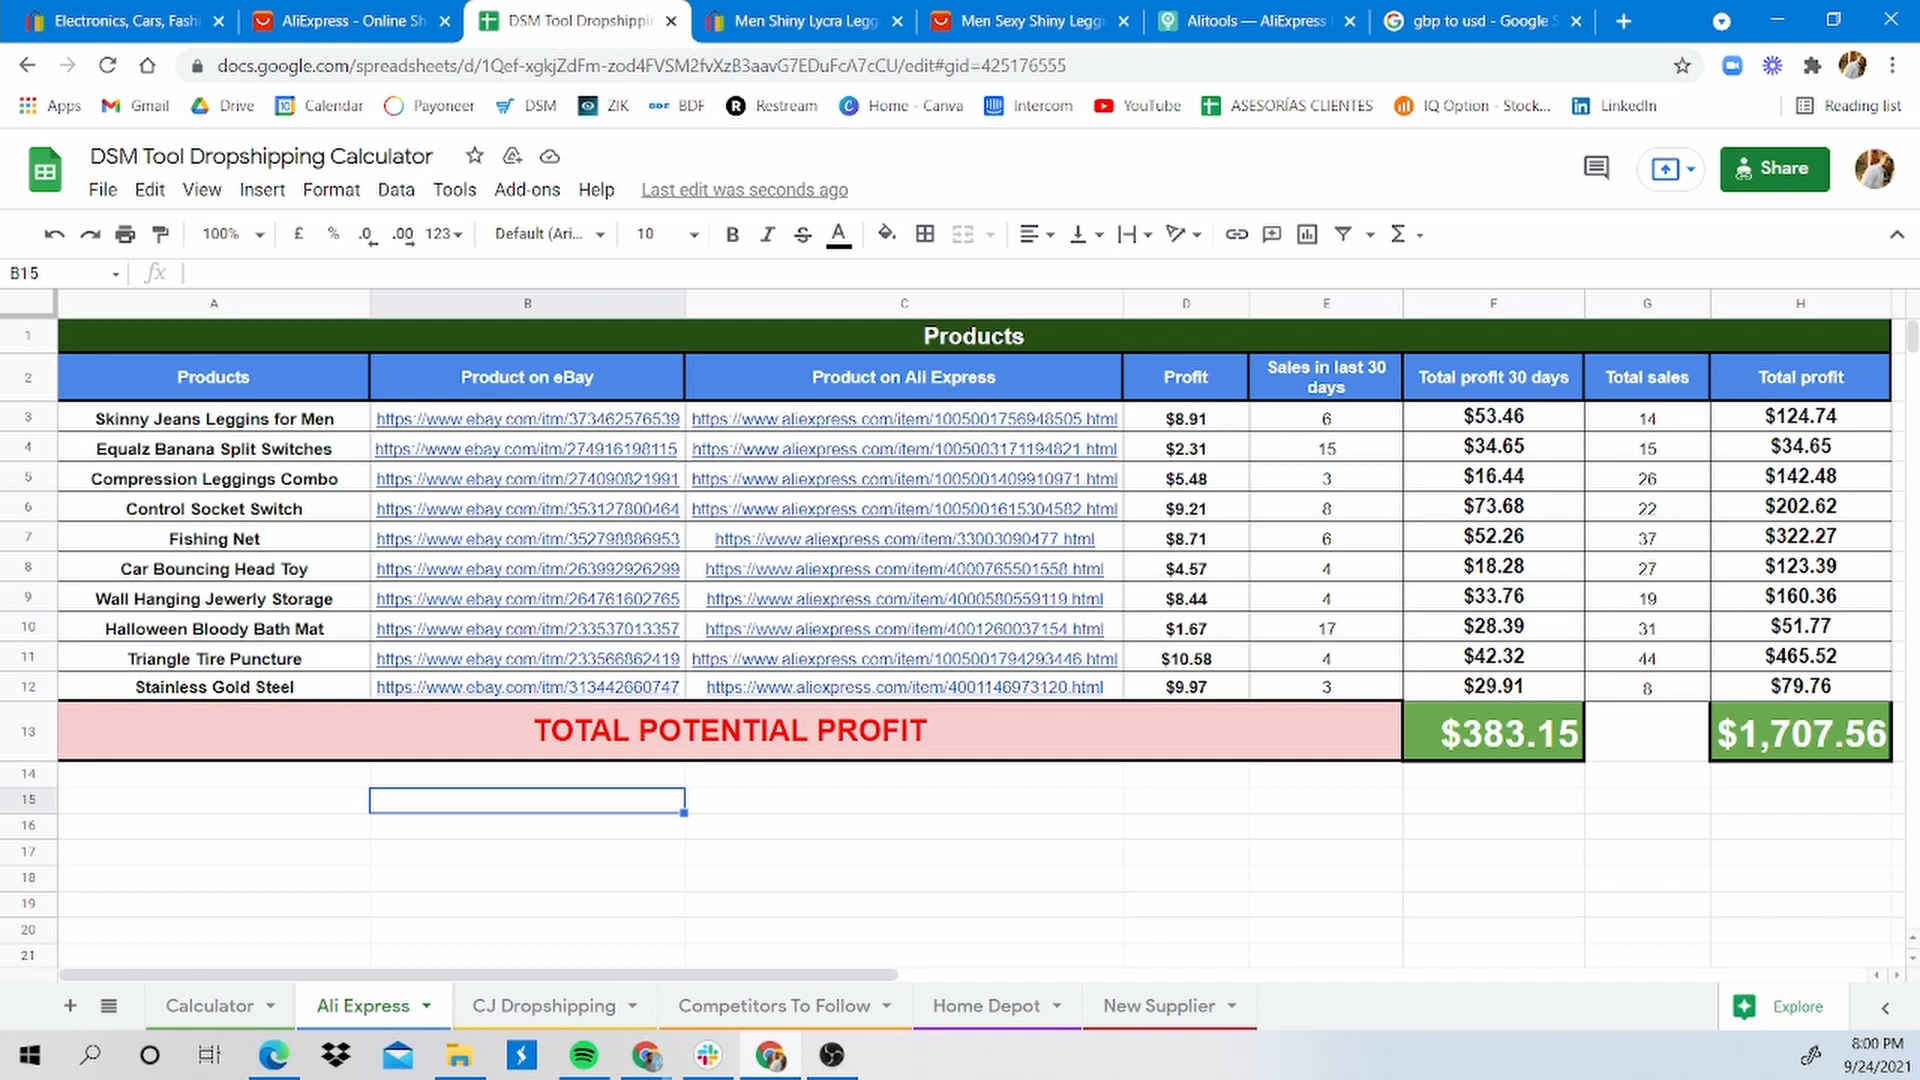 Electronics, Cars, Fashi
AliExpress - Online Sh
DSM Tool Dropshippin
Men Shiny Lycra Legg
Men Sexy Shiny Leggi
Alitools — AliExpress
gbp to usd - Google S
docs.google.com/spreadsheets/d/1Qef-xgkjZdFm-zod4FVSM2fvXzB3aavG7EDuFcA7cCU/edit#gid=425176555
Apps Gmail Drive Calendar Payoneer DSM ZIK BDF Restream Home - Canva Intercom YouTube ASESORÍAS CLIENTES IQ Option - Stock... LinkedIn Reading list
DSM Tool Dropshipping Calculator
Share
File Edit View Insert Format Data Tools Add-ons Help Last edit was seconds ago
100% £ % .0 .00 123 Default (Ari... 10 B I S A Σ
B15 fx
A B C D E F G H
1 Products
2 Products Product on eBay Product on Ali Express Profit Sales in last 30 days Total profit 30 days Total sales Total profit
3 Skinny Jeans Leggins for Men https://www.ebay.com/itm/373462576539 https://www.aliexpress.com/item/1005001756948505.html $8.91 6 $53.46 14 $124.74
4 Equalz Banana Split Switches https://www.ebay.com/itm/274916198115 https://www.aliexpress.com/item/1005003171194821.html $2.31 15 $34.65 15 $34.65
5 Compression Leggings Combo https://www.ebay.com/itm/274090821991 https://www.aliexpress.com/item/1005001409910971.html $5.48 3 $16.44 26 $142.48
6 Control Socket Switch https://www.ebay.com/itm/353127800464 https://www.aliexpress.com/item/1005001615304582.html $9.21 8 $73.68 22 $202.62
7 Fishing Net https://www.ebay.com/itm/352798886953 https://www.aliexpress.com/item/33003090477.html $8.71 6 $52.26 37 $322.27
8 Car Bouncing Head Toy https://www.ebay.com/itm/263992926299 https://www.aliexpress.com/item/4000765501558.html $4.57 4 $18.28 27 $123.39
9 Wall Hanging Jewerly Storage https://www.ebay.com/itm/264761602765 https://www.aliexpress.com/item/4000580559119.html $8.44 4 $33.76 19 $160.36
10 Halloween Bloody Bath Mat https://www.ebay.com/itm/233537013357 https://www.aliexpress.com/item/4001260037154.html $1.67 17 $28.39 31 $51.77
11 Triangle Tire Puncture https://www.ebay.com/itm/233566862419 https://www.aliexpress.com/item/1005001794293446.html $10.58 4 $42.32 44 $465.52
12 Stainless Gold Steel https://www.ebay.com/itm/313442660747 https://www.aliexpress.com/item/4001146973120.html $9.97 3 $29.91 8 $79.76
13 TOTAL POTENTIAL PROFIT $383.15 $1,707.56
14
15
16
17
18
19
20
21
Calculator Ali Express CJ Dropshipping Competitors To Follow Home Depot New Supplier Explore
8:00 PM
9/24/2021